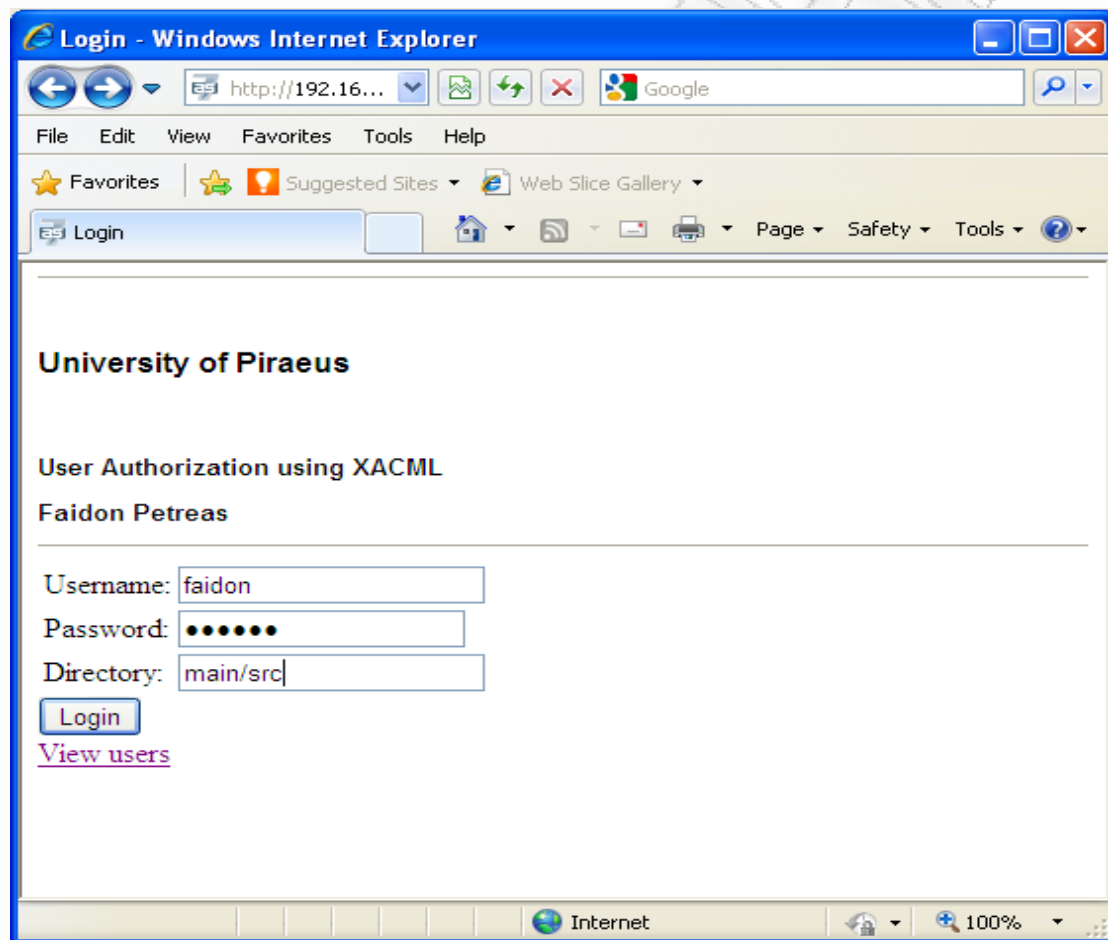 Login - Windows Internet Explorer
http://192.16... Google
File Edit View Favorites Tools Help
Favorites Suggested Sites Web Slice Gallery
Login Page Safety Tools
University of Piraeus
User Authorization using XACML
Faidon Petreas
Username: faidon
Password: ●●●●●●
Directory: main/src
Login
View users
Internet 100%